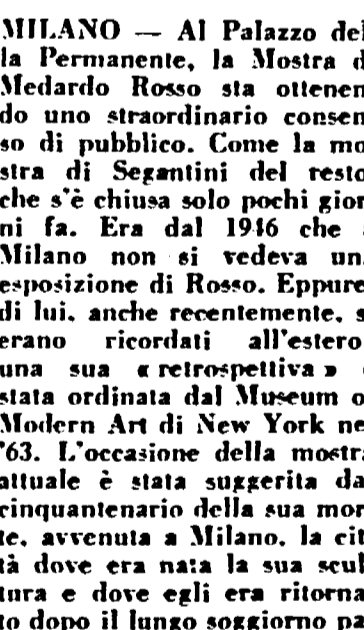 MILANO — Al Palazzo del
la Permanente, la Mostra d
Medardo Rosso sta ottenen
do uno straordinario consen
so di pubblico. Come la mo
stra di Segantini del resto
che s'è chiusa solo pochi gior
ni fa. Era dal 1946 che
Milano non si vedeva un
esposizione di Rosso. Eppure
di lui, anche recentemente, s
erano ricordati all'estero
una sua « retrospettiva »
stata ordinata dal Museum o
Modern Art di New York ne
'63. L'occasione della mostr
attuale è stata suggerita da
cinquantenario della sua mor
te, avvenuta a Milano, la cit
tà dove era nata la sua scul
tura e dove egli era ritorna
to dopo il lungo soggiorno pa